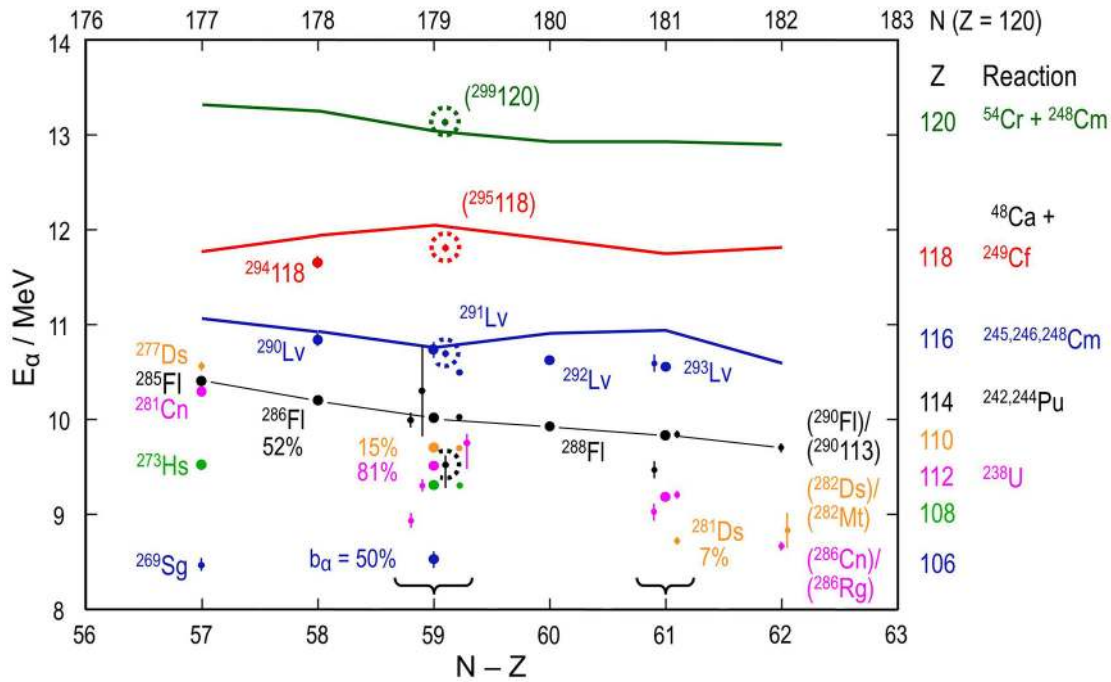 176 177 178 179 180 181 182 183 N (Z = 120)
14
13
12
11
10
9
8
E_α / MeV
Z Reaction
(²⁹⁹120)
120 ⁵⁴Cr + ²⁴⁸Cm
(²⁹⁵118)
⁴⁸Ca +
²⁹⁴118
118 ²⁴⁹Cf
²⁹¹Lv
²⁹⁰Lv
²⁹²Lv
²⁹³Lv
116 ²⁴⁵,²⁴⁶,²⁴⁸Cm
²⁷⁷Ds
²⁸⁵Fl
²⁸¹Cn
²⁸⁶Fl
52%
15%
81%
²⁸⁸Fl
(²⁹⁰Fl)/
(²⁹⁰113)
114 ²⁴²,²⁴⁴Pu
110
²⁷³Hs
(²⁸²Ds)/
(²⁸²Mt)
112 ²³⁸U
108
²⁸¹Ds
7%
²⁶⁹Sg
b_α = 50%
(²⁸⁶Cn)/
(²⁸⁶Rg)
106
56 57 58 59 60 61 62 63
N – Z